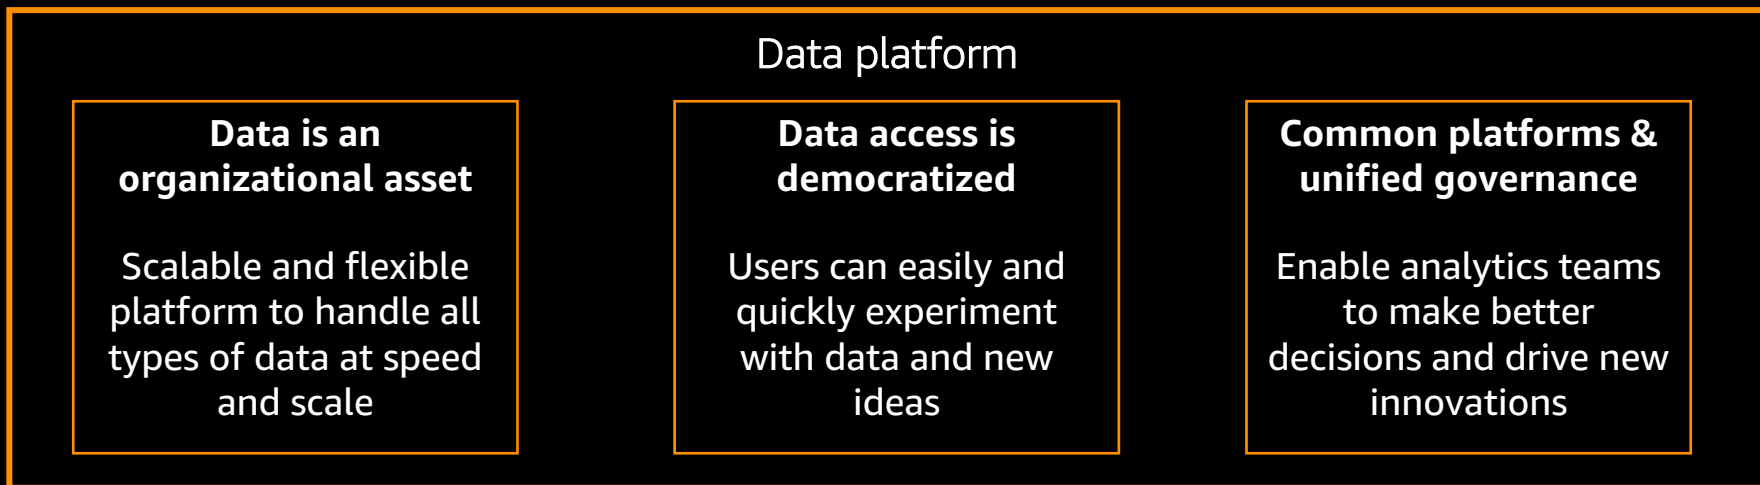 Data platform
Data is an
organizational asset
Scalable and flexible
platform to handle all
types of data at speed
and scale
Data access is
democratized
Users can easily and
quickly experiment
with data and new
ideas
Common platforms &
unified governance
Enable analytics teams
to make better
decisions and drive new
innovations